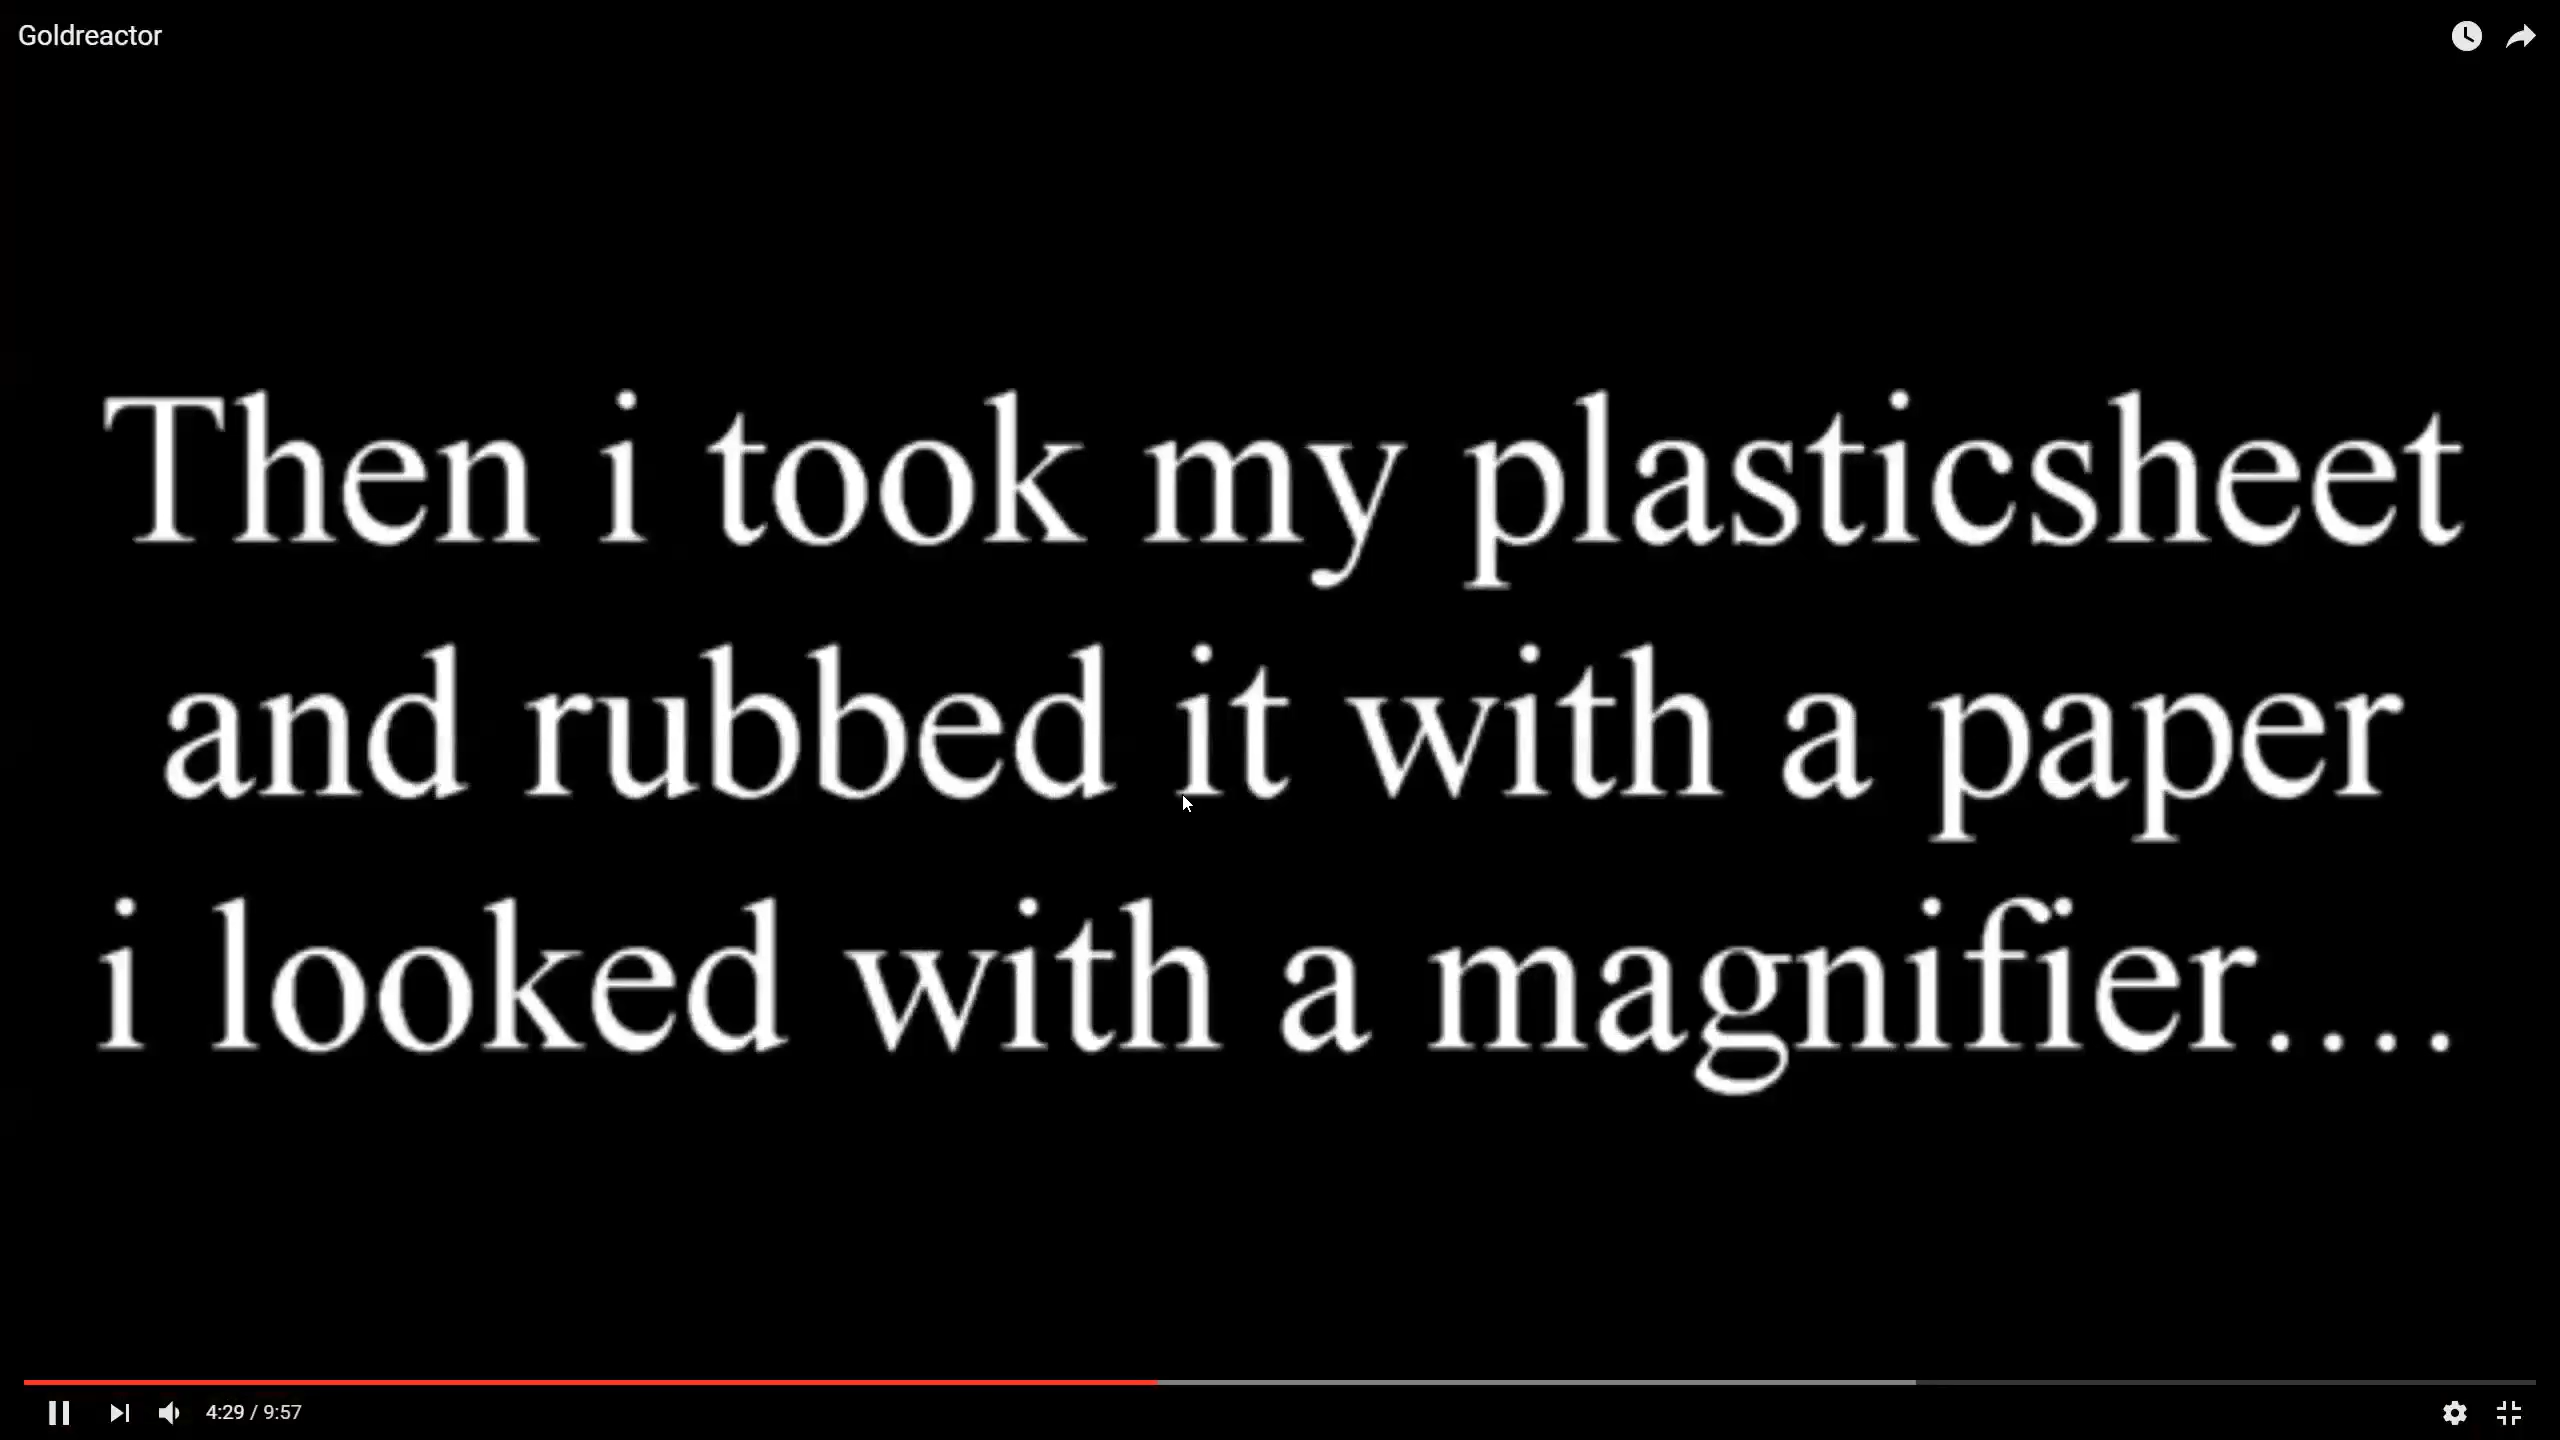 Goldreactor
Then i took my plasticsheet
and rubbed it with a paper
i looked with a magnifier....
4:29 / 9:57